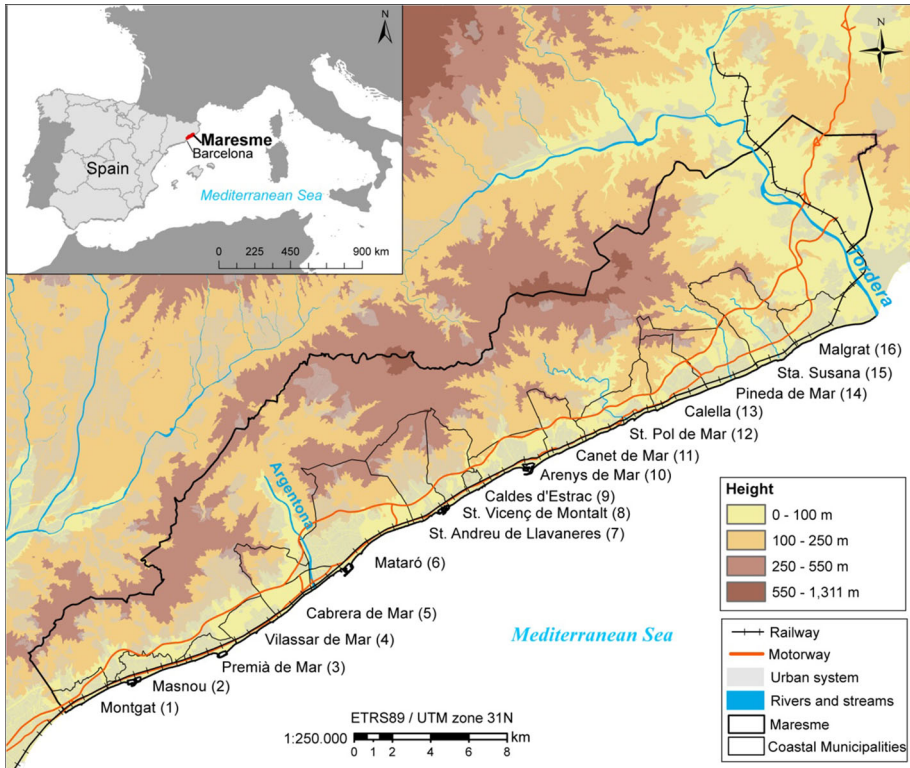 N
Maresme
Barcelona
Spain
Mediterranean Sea
0 225 450 900 km
N
Tordera
Malgrat (16)
Sta. Susana (15)
Pineda de Mar (14)
Calella (13)
St. Pol de Mar (12)
Canet de Mar (11)
Arenys de Mar (10)
Caldes d'Estrac (9)
St. Vicenç de Montalt (8)
St. Andreu de Llavaneres (7)
Argentona
Mataró (6)
Cabrera de Mar (5)
Vilassar de Mar (4)
Premià de Mar (3)
Masnou (2)
Montgat (1)
Mediterranean Sea
ETRS89 / UTM zone 31N
1:250.000
km
0 1 2 4 6 8
Height
0 - 100 m
100 - 250 m
250 - 550 m
550 - 1,311 m
Railway
Motorway
Urban system
Rivers and streams
Maresme
Coastal Municipalities